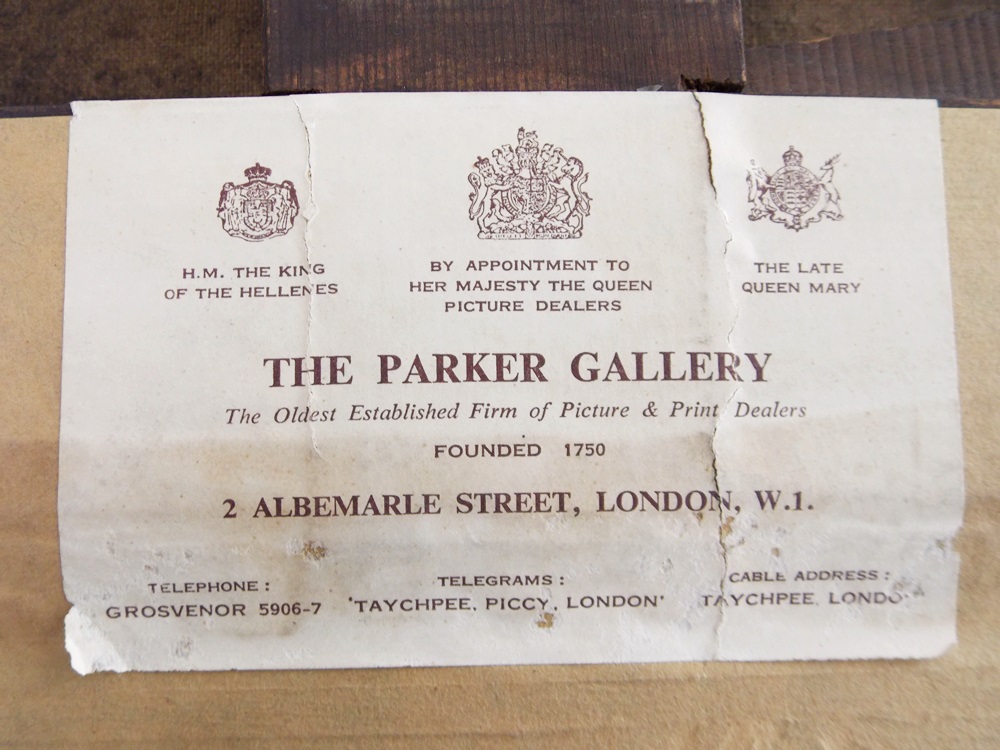 H.M. THE KING
OF THE HELLENES
BY APPOINTMENT TO
HER MAJESTY THE QUEEN
PICTURE DEALERS
THE LATE
QUEEN MARY
THE PARKER GALLERY
The Oldest Established Firm of Picture & Print Dealers
FOUNDED 1750
2 ALBEMARLE STREET, LONDON, W.1.
TELEPHONE :
GROSVENOR 5906-7
TELEGRAMS :
'TAYCHPEE, PICCY, LONDON'
CABLE ADDRESS :
TAYCHPEE, LONDON